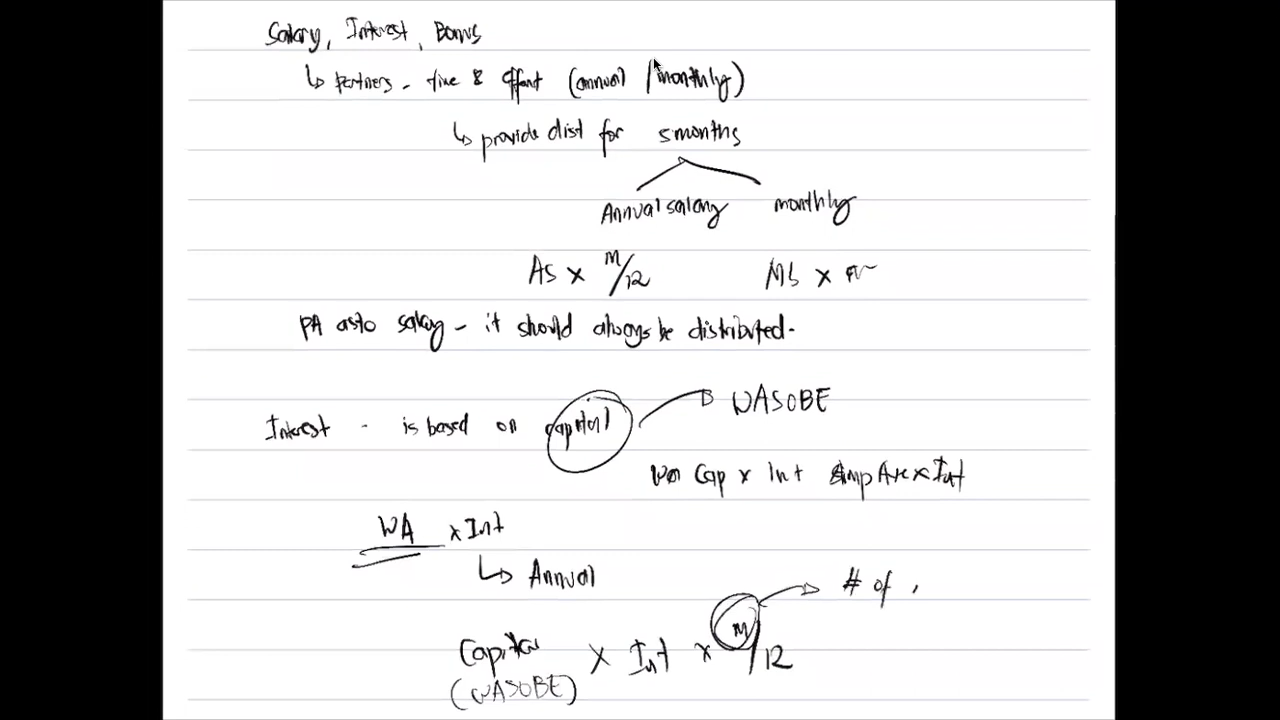 Salary, Interest, Bonus
↳ Partners - time & effort (annual / monthly)
↳ provide dist for 5 months
Annual salary monthly
AS x M/12 MS x
PA as to salary - it should always be distributed.
Interest - is based on capital → WASOBE
Cap x Int Simp Ave x Int
WA x Int
↳ Annual
→ # of
Capital x Int x M/12
(WASOBE)